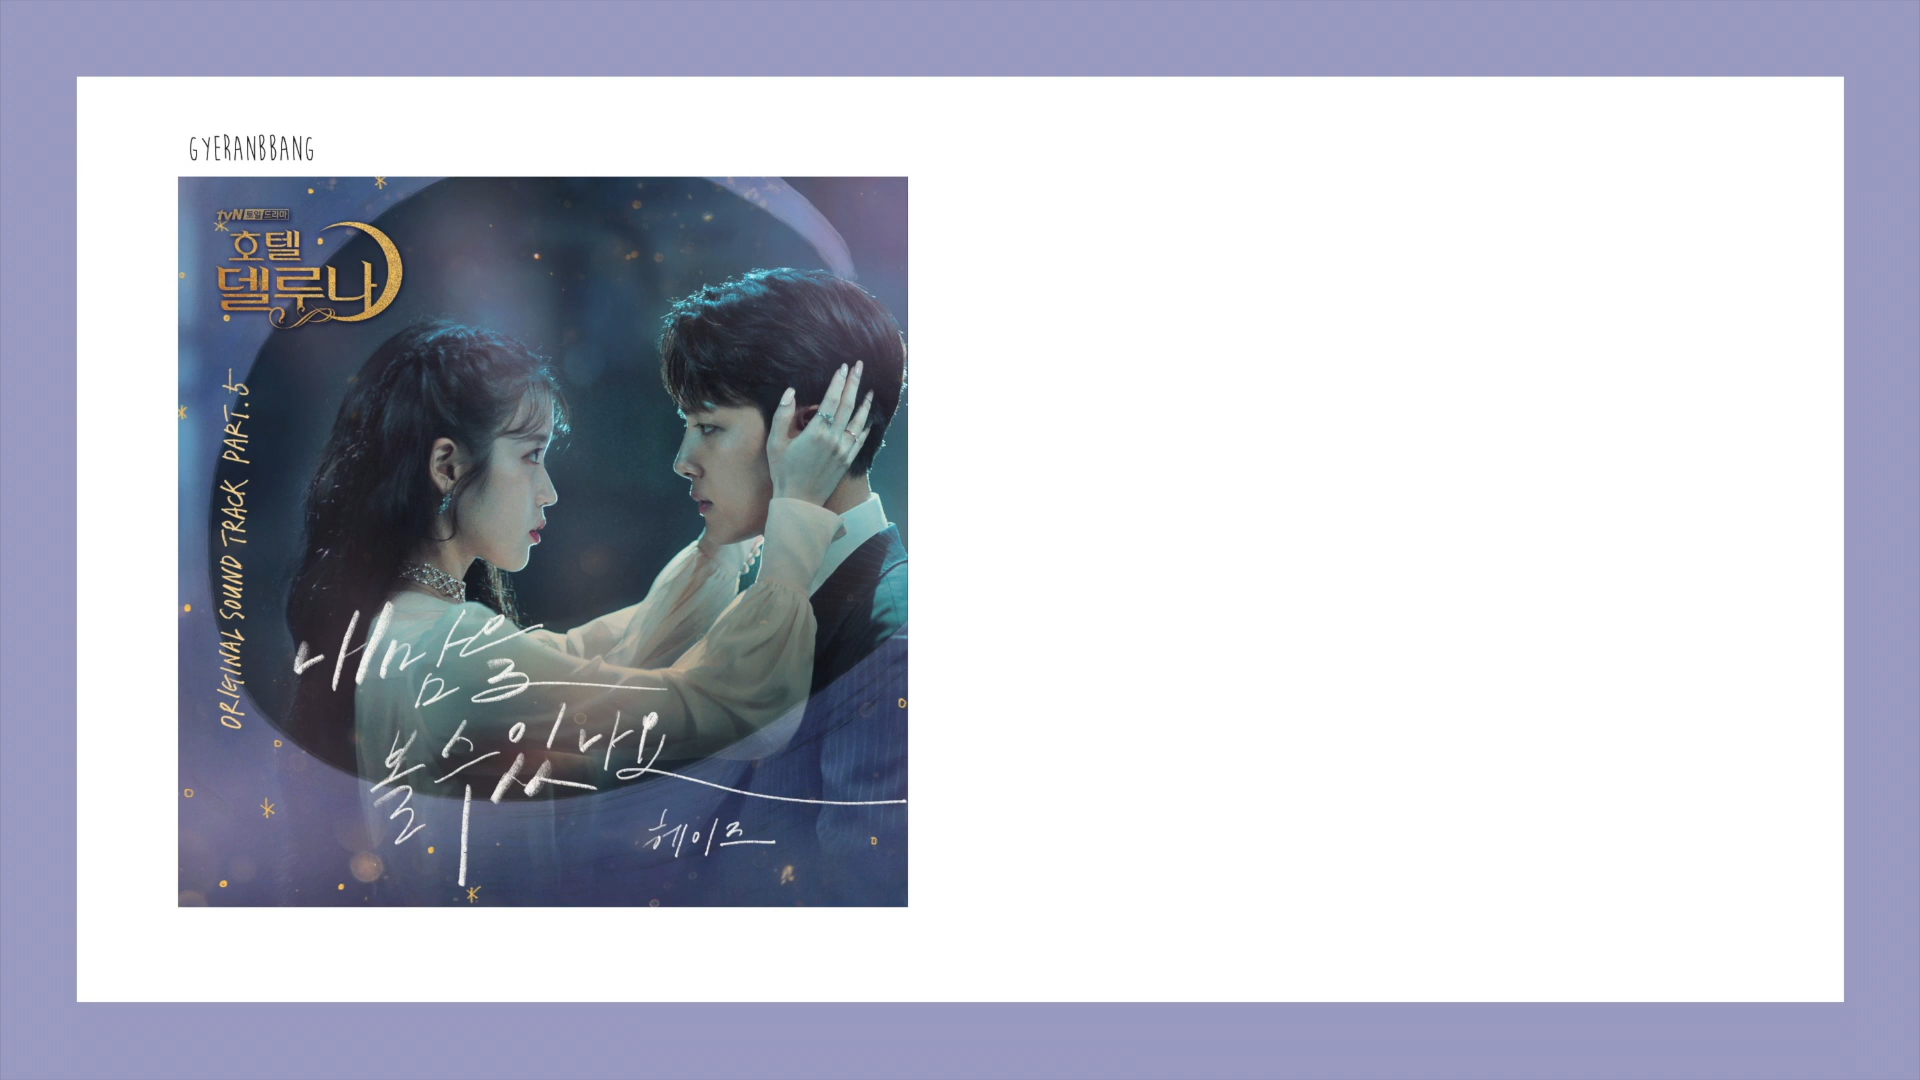 GYERANBBANG
tvN 토일드라마
호텔
델루나
ORIGINAL SOUND TRACK PART.5
내 맘을
볼 수 있나요
헤이즈